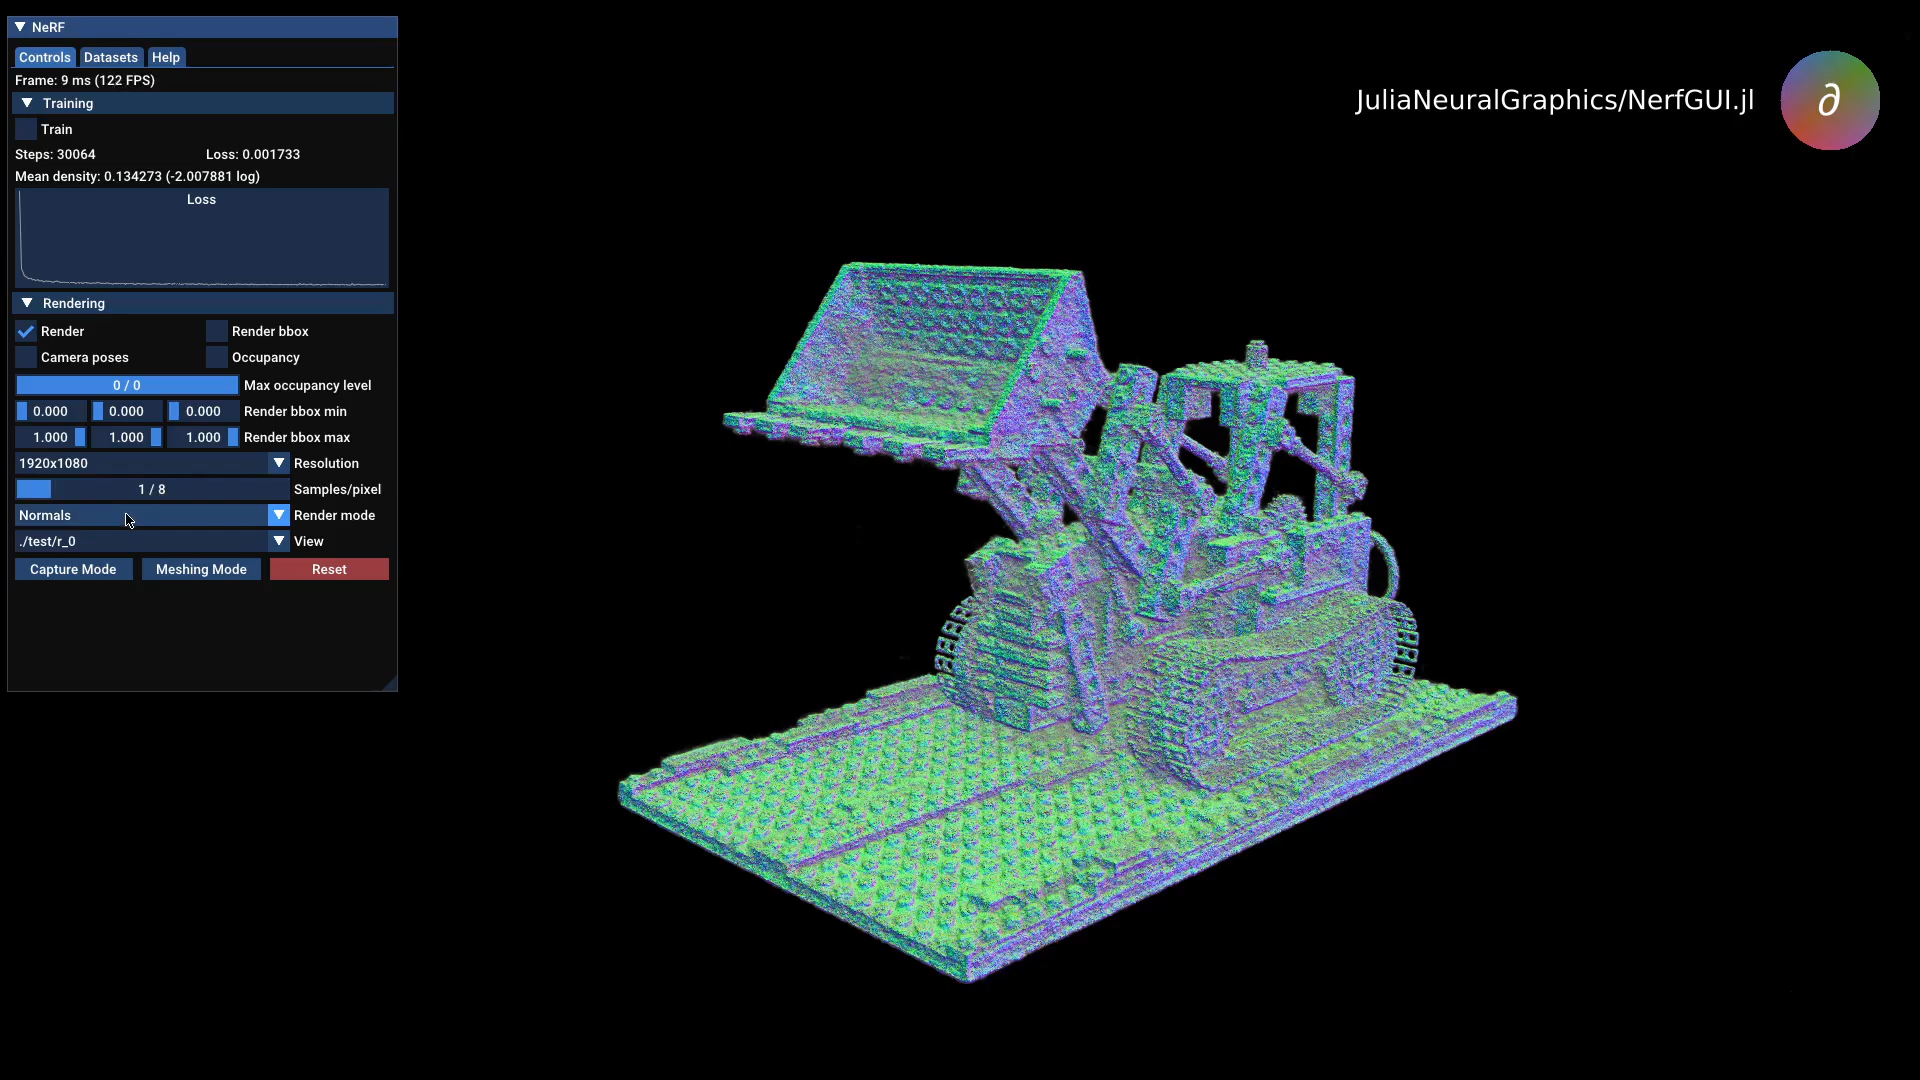 NeRF
Controls Datasets Help
Frame: 9 ms (122 FPS)
Training
Train
Steps: 30064 Loss: 0.001733
Mean density: 0.134273 (-2.007881 log)
Loss
Rendering
Render Render bbox
Camera poses Occupancy
0 / 0 Max occupancy level
0.000 0.000 0.000 Render bbox min
1.000 1.000 1.000 Render bbox max
1920x1080 Resolution
1 / 8 Samples/pixel
Normals Render mode
./test/r_0 View
Capture Mode Meshing Mode Reset
JuliaNeuralGraphics/NerfGUI.jl ∂